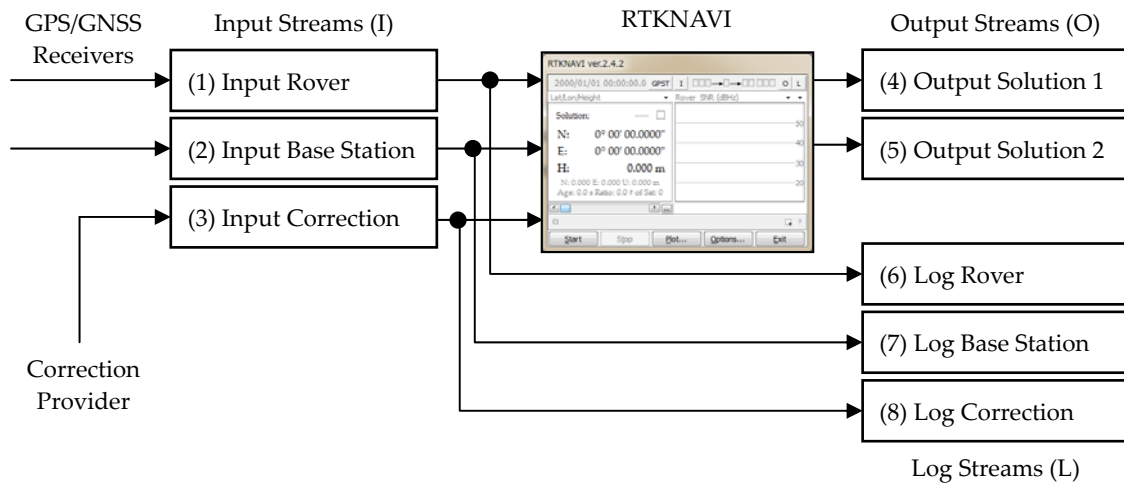 GPS/GNSS
Receivers
Input Streams (I)
RTKNAVI
Output Streams (O)
(1) Input Rover
(2) Input Base Station
(3) Input Correction
Correction
Provider
RTKNAVI ver.2.4.2
2000/01/01 00:00:00.0 GPST I O L
Lat/Lon/Height
Rover SNR (dBHz)
Solution: -----
N: 0° 00' 00.0000"
E: 0° 00' 00.0000"
H: 0.000 m
N: 0.000 E: 0.000 U: 0.000 m
Age: 0.0 s Ratio: 0.0 # of Sat: 0
50
40
30
20
Start Stop Plot... Options... Exit
(4) Output Solution 1
(5) Output Solution 2
(6) Log Rover
(7) Log Base Station
(8) Log Correction
Log Streams (L)